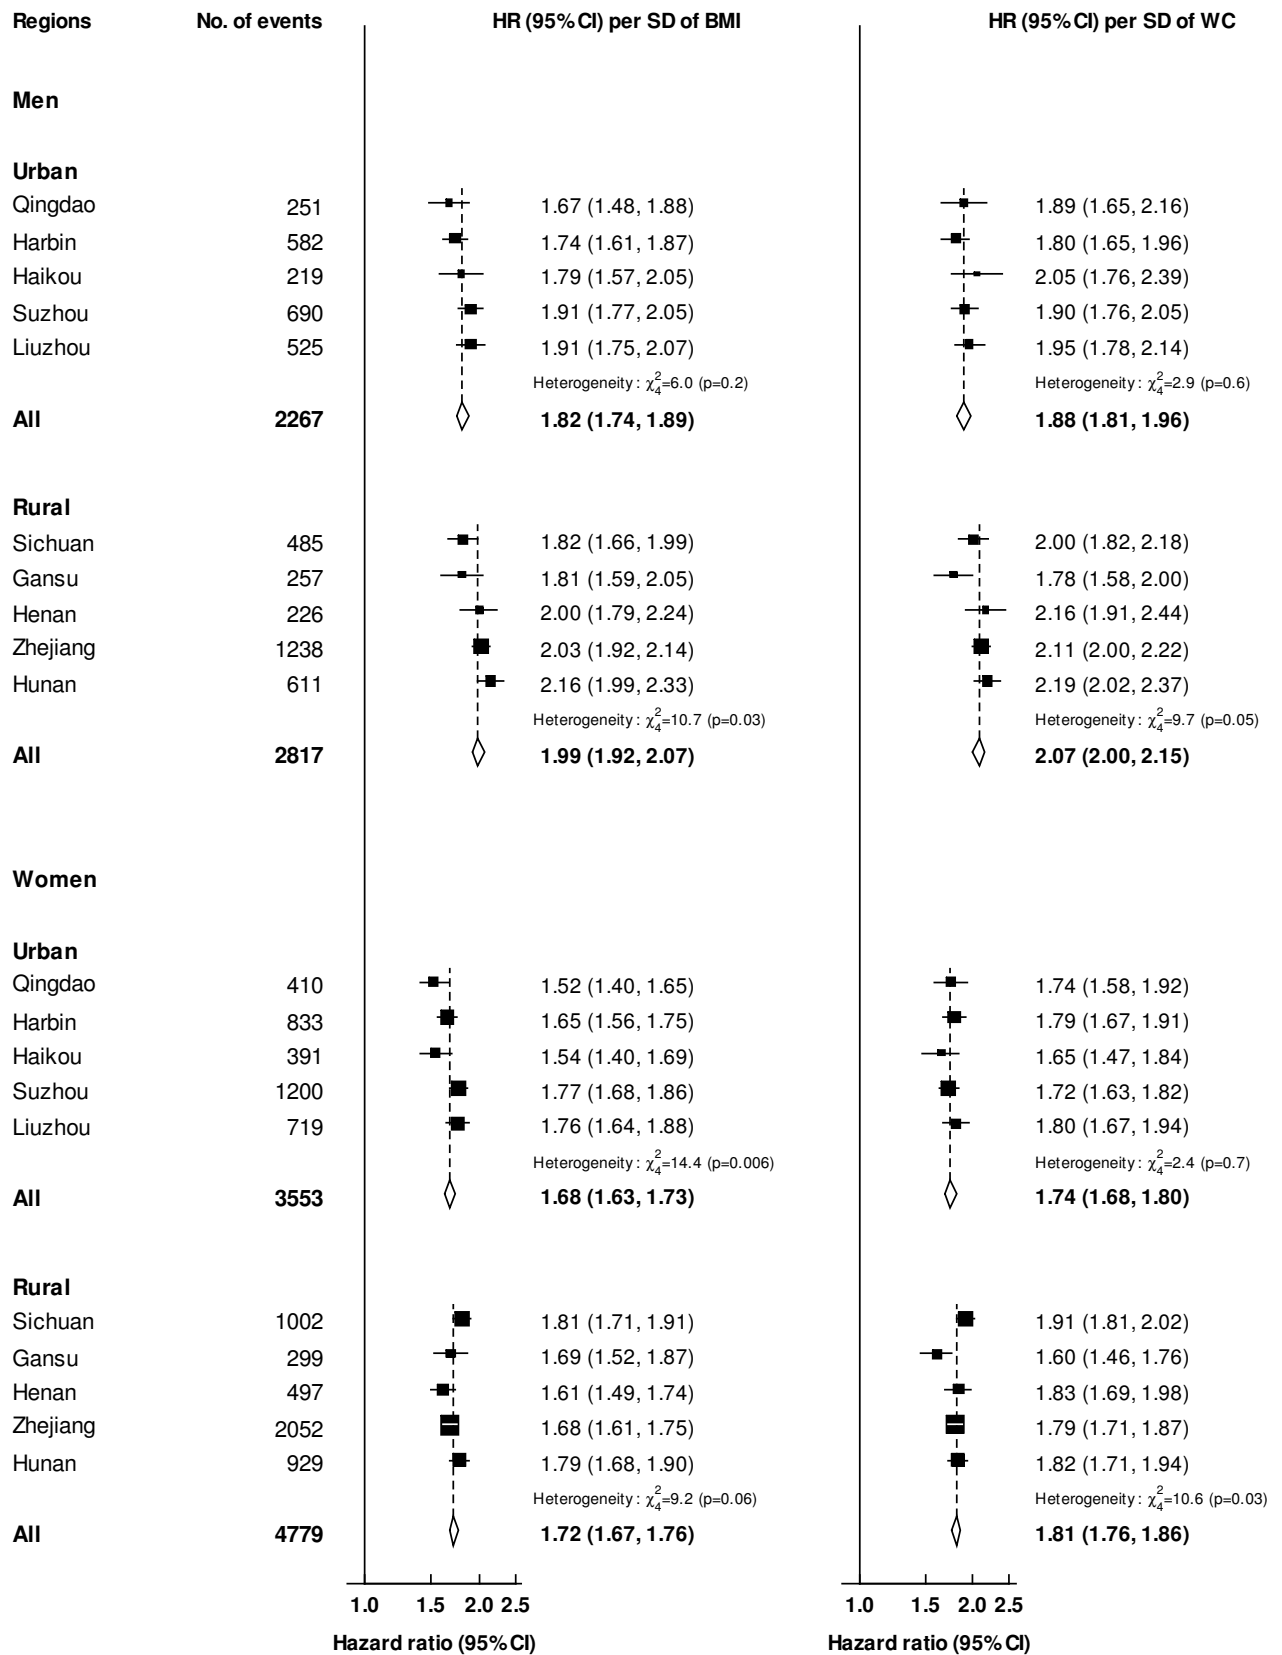 Regions No. of events HR (95%CI) per SD of BMI HR (95%CI) per SD of WC
Men
Urban
Qingdao 251 1.67 (1.48, 1.88) 1.89 (1.65, 2.16)
Harbin 582 1.74 (1.61, 1.87) 1.80 (1.65, 1.96)
Haikou 219 1.79 (1.57, 2.05) 2.05 (1.76, 2.39)
Suzhou 690 1.91 (1.77, 2.05) 1.90 (1.76, 2.05)
Liuzhou 525 1.91 (1.75, 2.07) 1.95 (1.78, 2.14)
Heterogeneity: χ²₄=6.0 (p=0.2) Heterogeneity: χ²₄=2.9 (p=0.6)
All 2267 1.82 (1.74, 1.89) 1.88 (1.81, 1.96)
Rural
Sichuan 485 1.82 (1.66, 1.99) 2.00 (1.82, 2.18)
Gansu 257 1.81 (1.59, 2.05) 1.78 (1.58, 2.00)
Henan 226 2.00 (1.79, 2.24) 2.16 (1.91, 2.44)
Zhejiang 1238 2.03 (1.92, 2.14) 2.11 (2.00, 2.22)
Hunan 611 2.16 (1.99, 2.33) 2.19 (2.02, 2.37)
Heterogeneity: χ²₄=10.7 (p=0.03) Heterogeneity: χ²₄=9.7 (p=0.05)
All 2817 1.99 (1.92, 2.07) 2.07 (2.00, 2.15)
Women
Urban
Qingdao 410 1.52 (1.40, 1.65) 1.74 (1.58, 1.92)
Harbin 833 1.65 (1.56, 1.75) 1.79 (1.67, 1.91)
Haikou 391 1.54 (1.40, 1.69) 1.65 (1.47, 1.84)
Suzhou 1200 1.77 (1.68, 1.86) 1.72 (1.63, 1.82)
Liuzhou 719 1.76 (1.64, 1.88) 1.80 (1.67, 1.94)
Heterogeneity: χ²₄=14.4 (p=0.006) Heterogeneity: χ²₄=2.4 (p=0.7)
All 3553 1.68 (1.63, 1.73) 1.74 (1.68, 1.80)
Rural
Sichuan 1002 1.81 (1.71, 1.91) 1.91 (1.81, 2.02)
Gansu 299 1.69 (1.52, 1.87) 1.60 (1.46, 1.76)
Henan 497 1.61 (1.49, 1.74) 1.83 (1.69, 1.98)
Zhejiang 2052 1.68 (1.61, 1.75) 1.79 (1.71, 1.87)
Hunan 929 1.79 (1.68, 1.90) 1.82 (1.71, 1.94)
Heterogeneity: χ²₄=9.2 (p=0.06) Heterogeneity: χ²₄=10.6 (p=0.03)
All 4779 1.72 (1.67, 1.76) 1.81 (1.76, 1.86)
1.0 1.5 2.0 2.5 1.0 1.5 2.0 2.5
Hazard ratio (95%CI) Hazard ratio (95%CI)